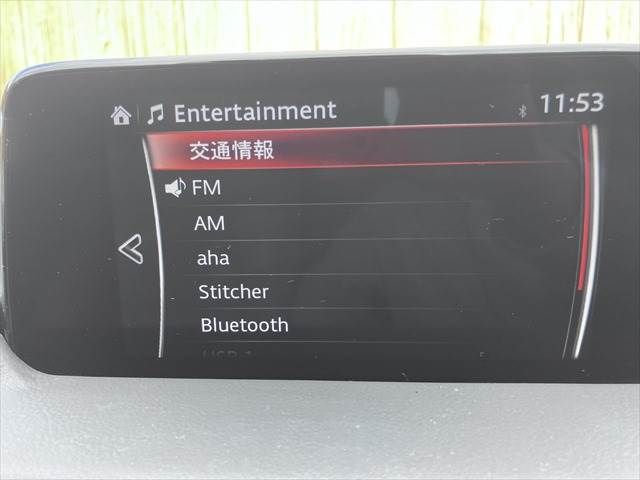 Entertainment
11:53
交通情報
FM
AM
aha
Stitcher
Bluetooth